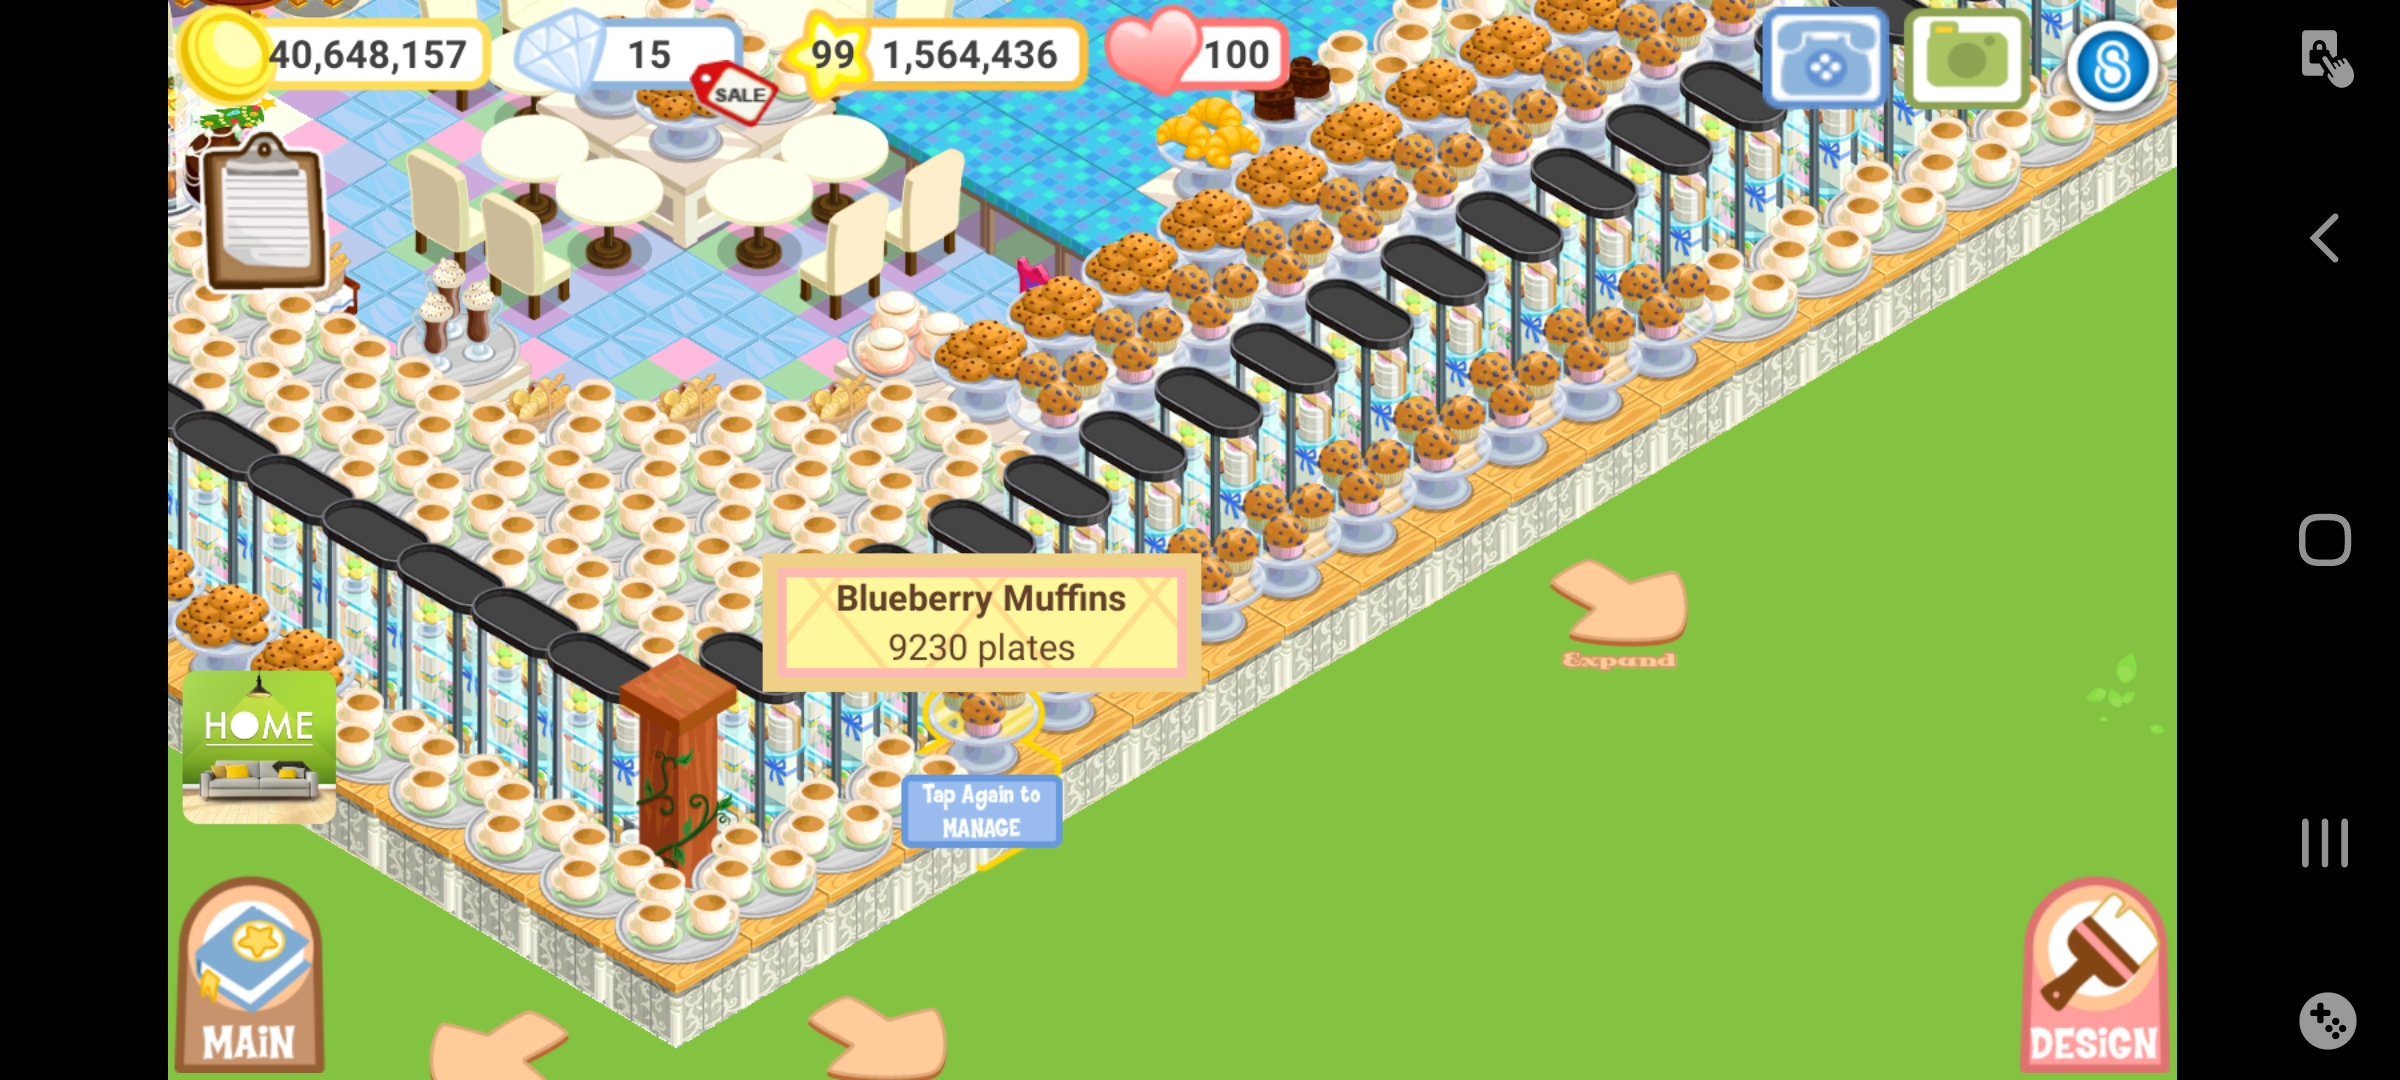 40,648,157
15
SALE
99
1,564,436
100
HOME
Blueberry Muffins
9230 plates
Tap Again to
MANAGE
Expand
MAiN
DESiGN